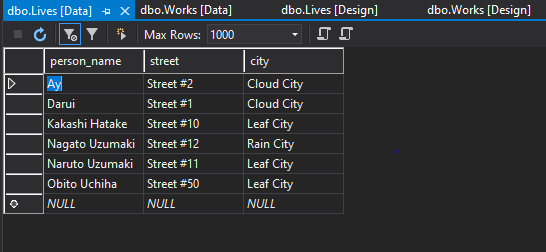 dbo.Lives [Data] dbo.Works [Data] dbo.Lives [Design] dbo.Works [Design]
Max Rows: 1000
person_name street city
Ay Street #2 Cloud City
Darui Street #1 Cloud City
Kakashi Hatake Street #10 Leaf City
Nagato Uzumaki Street #12 Rain City
Naruto Uzumaki Street #11 Leaf City
Obito Uchiha Street #50 Leaf City
NULL NULL NULL